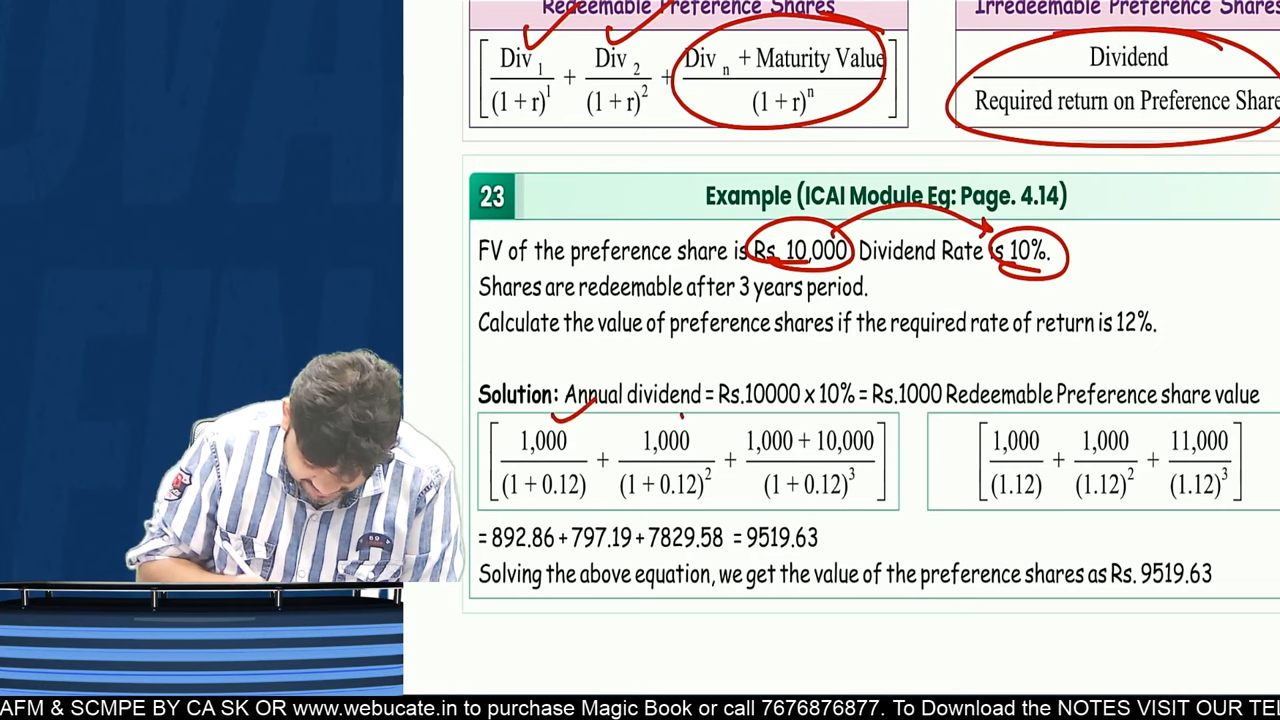 Redeemable Preference Shares
Irredeemable Preference Shares
[ Div 1 / (1 + r)^1 + Div 2 / (1 + r)^2 + Div n + Maturity Value / (1 + r)^n ]
Dividend / Required return on Preference Share
23 Example (ICAI Module Eg: Page. 4.14)
FV of the preference share is Rs. 10,000 Dividend Rate is 10%.
Shares are redeemable after 3 years period.
Calculate the value of preference shares if the required rate of return is 12%.
Solution: Annual dividend = Rs.10000 x 10% = Rs.1000 Redeemable Preference share value
[ 1,000 / (1 + 0.12) + 1,000 / (1 + 0.12)^2 + 1,000 + 10,000 / (1 + 0.12)^3 ]
[ 1,000 / (1.12) + 1,000 / (1.12)^2 + 11,000 / (1.12)^3 ]
= 892.86 + 797.19 + 7829.58 = 9519.63
Solving the above equation, we get the value of the preference shares as Rs. 9519.63
AFM & SCMPE BY CA SK OR www.webucate.in to purchase Magic Book or call 7676876877. To Download the NOTES VISIT OUR TE